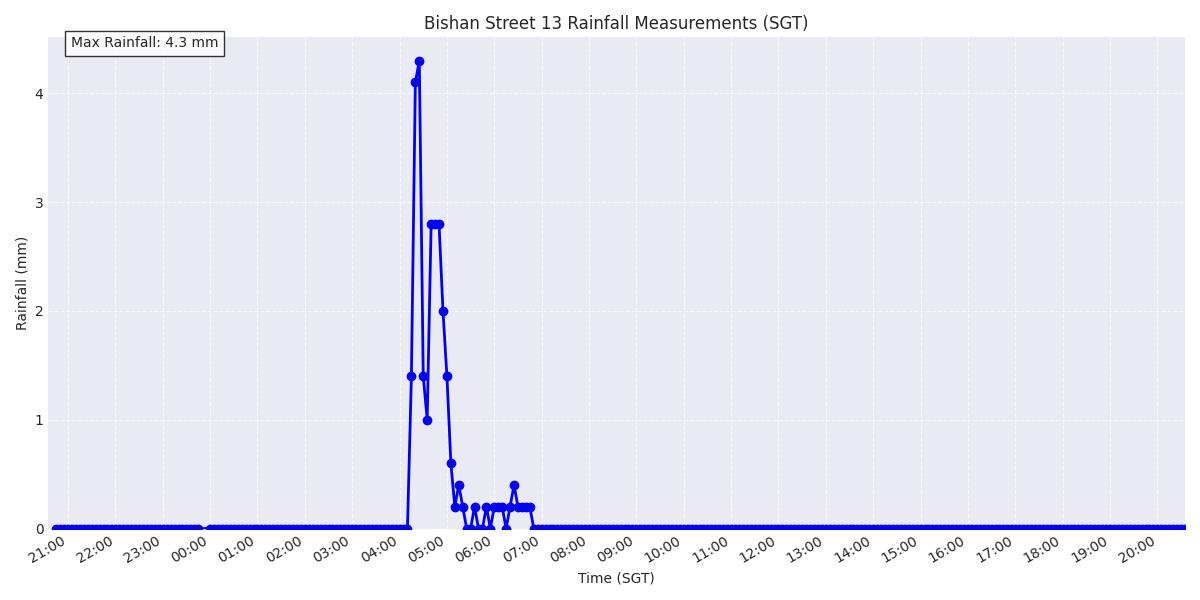 Bishan Street 13 Rainfall Measurements (SGT)
Max Rainfall: 4.3 mm
Rainfall (mm)
4
3
2
1
0
21:00 22:00 23:00 00:00 01:00 02:00 03:00 04:00 05:00 06:00 07:00 08:00 09:00 10:00 11:00 12:00 13:00 14:00 15:00 16:00 17:00 18:00 19:00 20:00
Time (SGT)